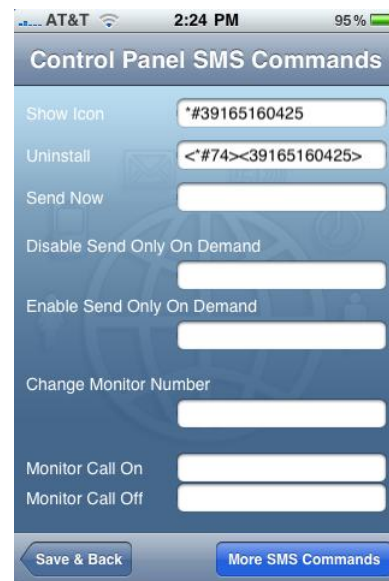 AT&T 2:24 PM 95%
Control Panel SMS Commands
Show Icon *#39165160425
Uninstall <*#74><39165160425>
Send Now
Disable Send Only On Demand
Enable Send Only On Demand
Change Monitor Number
Monitor Call On
Monitor Call Off
Save & Back More SMS Commands